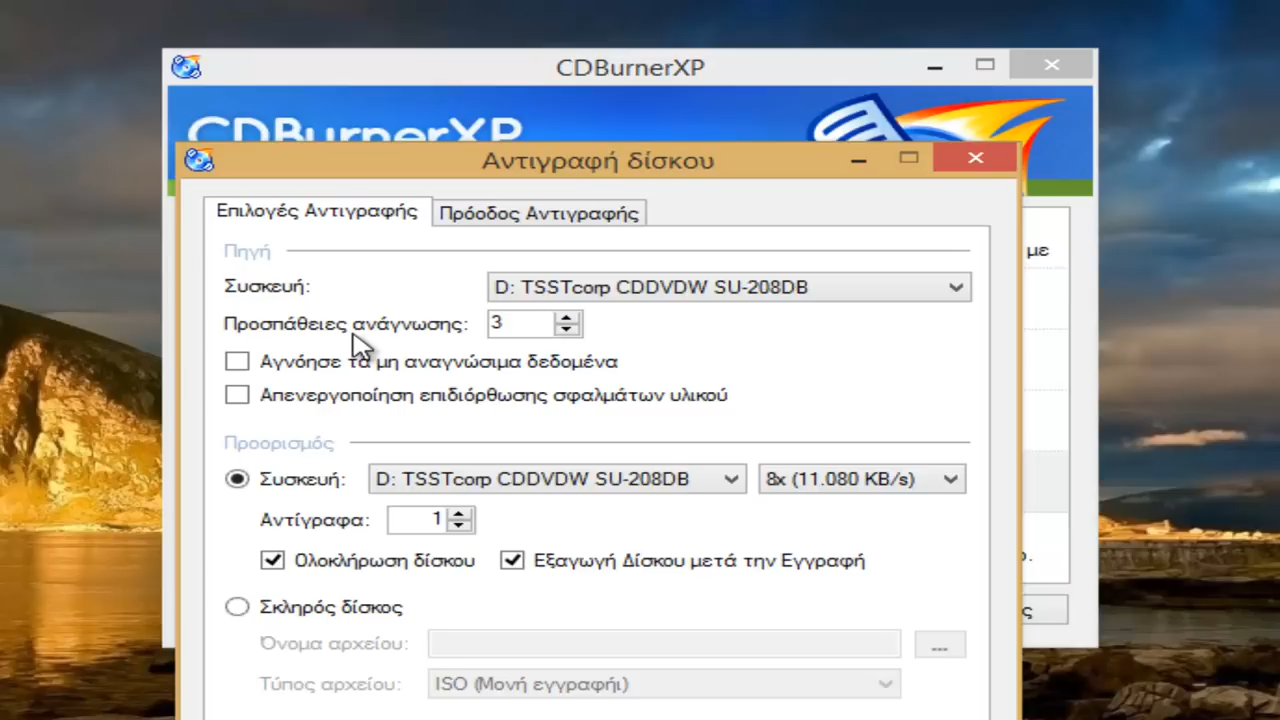 CDBurnerXP
CDBurnerXP
Αντιγραφή δίσκου
Επιλογές Αντιγραφής
Πρόοδος Αντιγραφής
Πηγή
με
Συσκευή:
D: TSSTcorp CDDVDW SU-208DB
Προσπάθειες ανάγνωσης:
3
Αγνόησε τα μη αναγνώσιμα δεδομένα
Απενεργοποίηση επιδιόρθωσης σφαλμάτων υλικού
Προορισμός
Συσκευή:
D: TSSTcorp CDDVDW SU-208DB
8x (11.080 KB/s)
Αντίγραφα:
1
Ολοκλήρωση δίσκου
Εξαγωγή Δίσκου μετά την Εγγραφή
Σκληρός δίσκος
Όνομα αρχείου:
...
Τύπος αρχείου:
ISO (Μονή εγγραφήι)